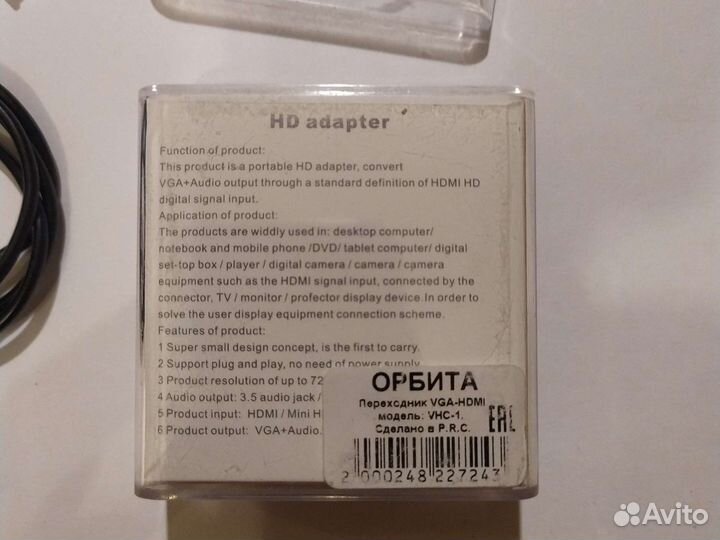 HD adapter
Function of product:
This product is a portable HD adapter, convert
VGA+Audio output through a standard definition of HDMI HD
digital signal input.
Application of product:
The products are widdly used in: desktop computer/
notebook and mobile phone /DVD/ tablet computer/ digital
set-top box / player / digital camera / camera / camera
equipment such as the HDMI signal input, connected by the
connector, TV / monitor / profector display device. In order to
solve the user display equipment connection scheme.
Features of product:
1 Super small design concept, is the first to carry.
2 Support plug and play, no need of power supply.
3 Product resolution of up to 72
4 Audio output: 3.5 audio jack /
5 Product input: HDMI / Mini H
6 Product output: VGA+Audio.
ОРБИТА
Переходник VGA-HDMI
модель: VHC-1.
Сделано в P.R.C.
EAC
2 000248 227243
Avito